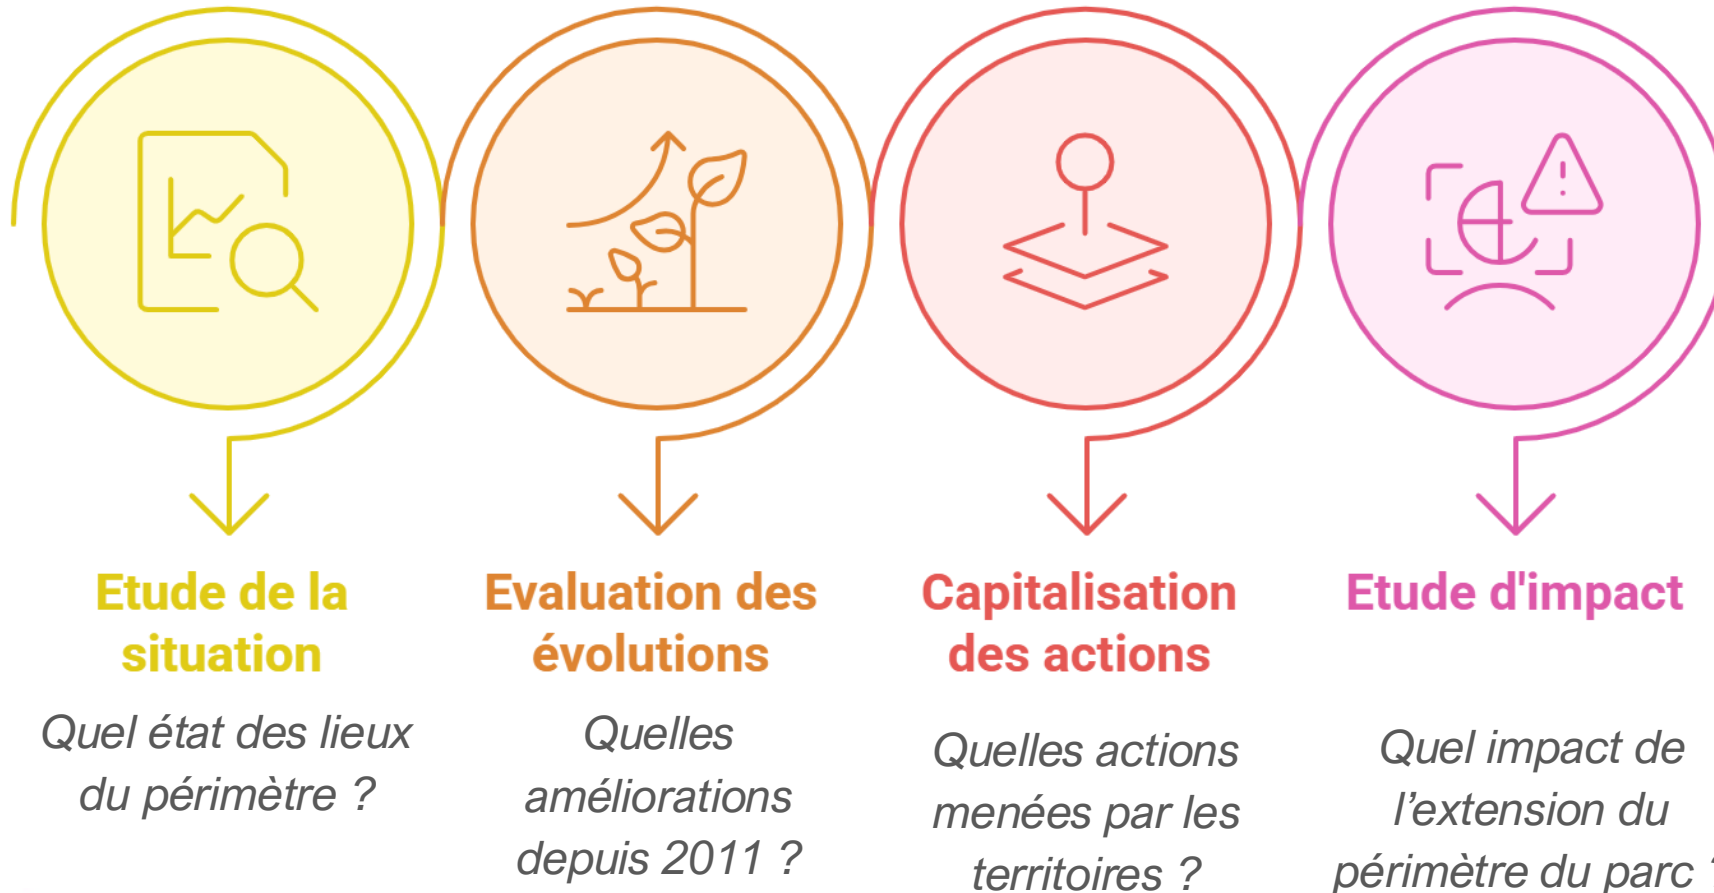 Etude de la
situation
Quel état des lieux
du périmètre ?
Evaluation des
évolutions
Quelles
améliorations
depuis 2011 ?
Capitalisation
des actions
Quelles actions
menées par les
territoires ?
Etude d'impact
Quel impact de
l’extension du
périmètre du parc ?